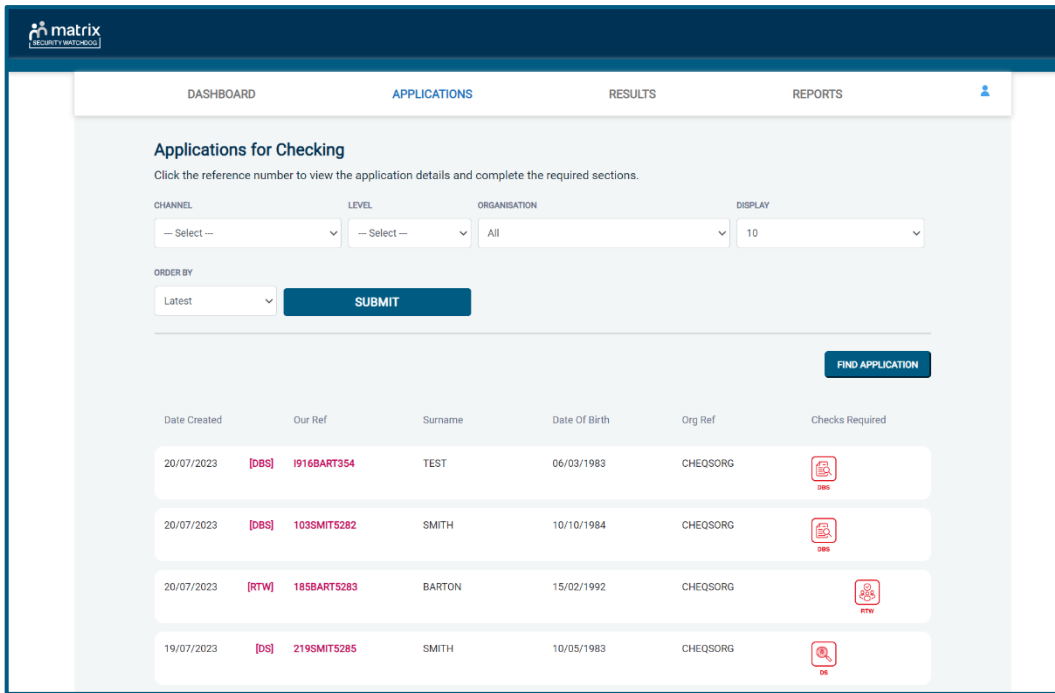 matrix
SECURITY WATCHDOG
DASHBOARD APPLICATIONS RESULTS REPORTS
Applications for Checking
Click the reference number to view the application details and complete the required sections.
CHANNEL LEVEL ORGANISATION DISPLAY
--- Select --- --- Select --- All 10
ORDER BY
Latest SUBMIT
FIND APPLICATION
Date Created Our Ref Surname Date Of Birth Org Ref Checks Required
20/07/2023 [DBS] I916BART354 TEST 06/03/1983 CHEQSORG
DBS
20/07/2023 [DBS] 103SMIT5282 SMITH 10/10/1984 CHEQSORG
DBS
20/07/2023 [RTW] 185BART5283 BARTON 15/02/1992 CHEQSORG
RTW
19/07/2023 [DS] 219SMIT5285 SMITH 10/05/1983 CHEQSORG
DS